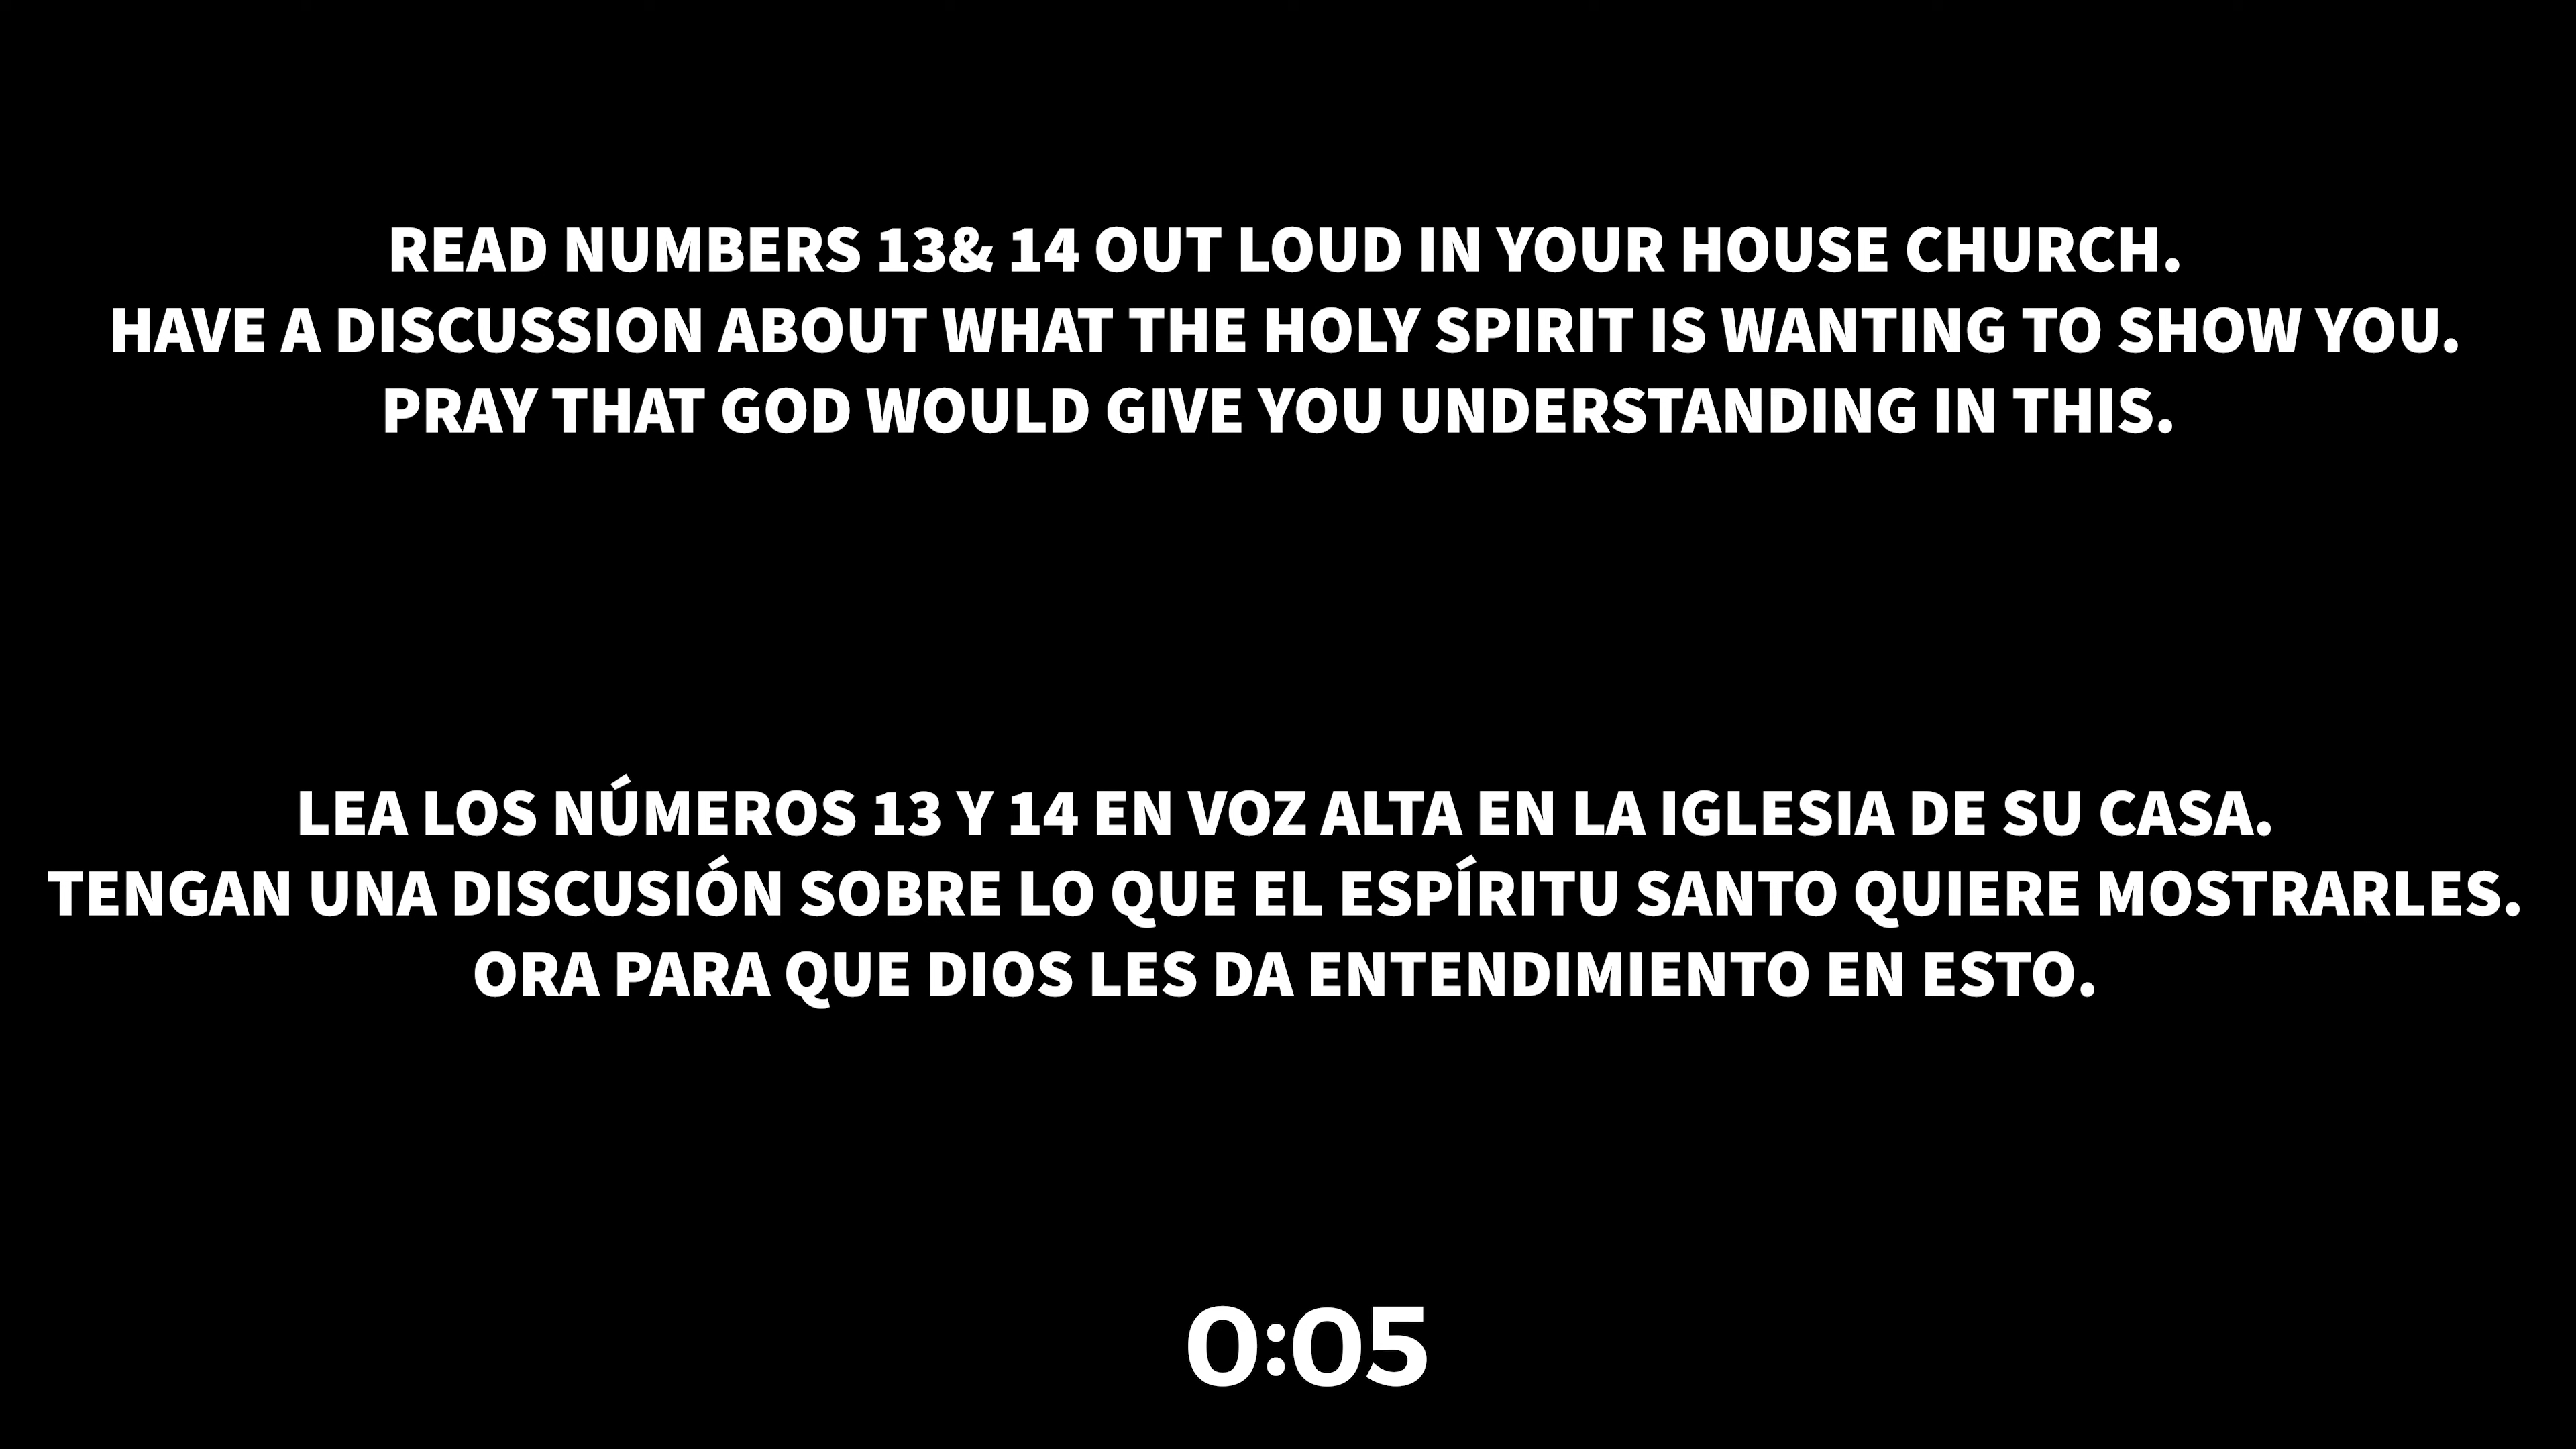 READ NUMBERS 13& 14 OUT LOUD IN YOUR HOUSE CHURCH.
HAVE A DISCUSSION ABOUT WHAT THE HOLY SPIRIT IS WANTING TO SHOW YOU.
PRAY THAT GOD WOULD GIVE YOU UNDERSTANDING IN THIS.
LEA LOS NÚMEROS 13 Y 14 EN VOZ ALTA EN LA IGLESIA DE SU CASA.
TENGAN UNA DISCUSIÓN SOBRE LO QUE EL ESPÍRITU SANTO QUIERE MOSTRARLES.
ORA PARA QUE DIOS LES DA ENTENDIMIENTO EN ESTO.
0:05